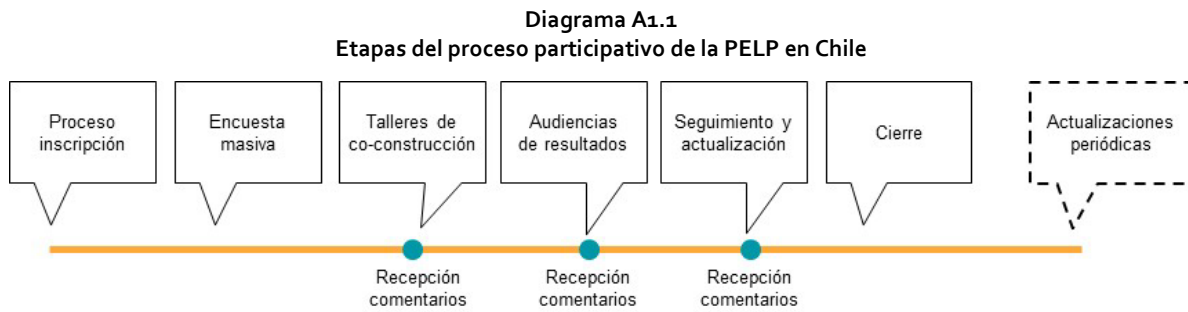 Diagrama A1.1
Etapas del proceso participativo de la PELP en Chile
Proceso
inscripción
Encuesta
masiva
Talleres de
co-construcción
Audiencias
de resultados
Seguimiento y
actualización
Cierre
Actualizaciones
periódicas
Recepción
comentarios
Recepción
comentarios
Recepción
comentarios